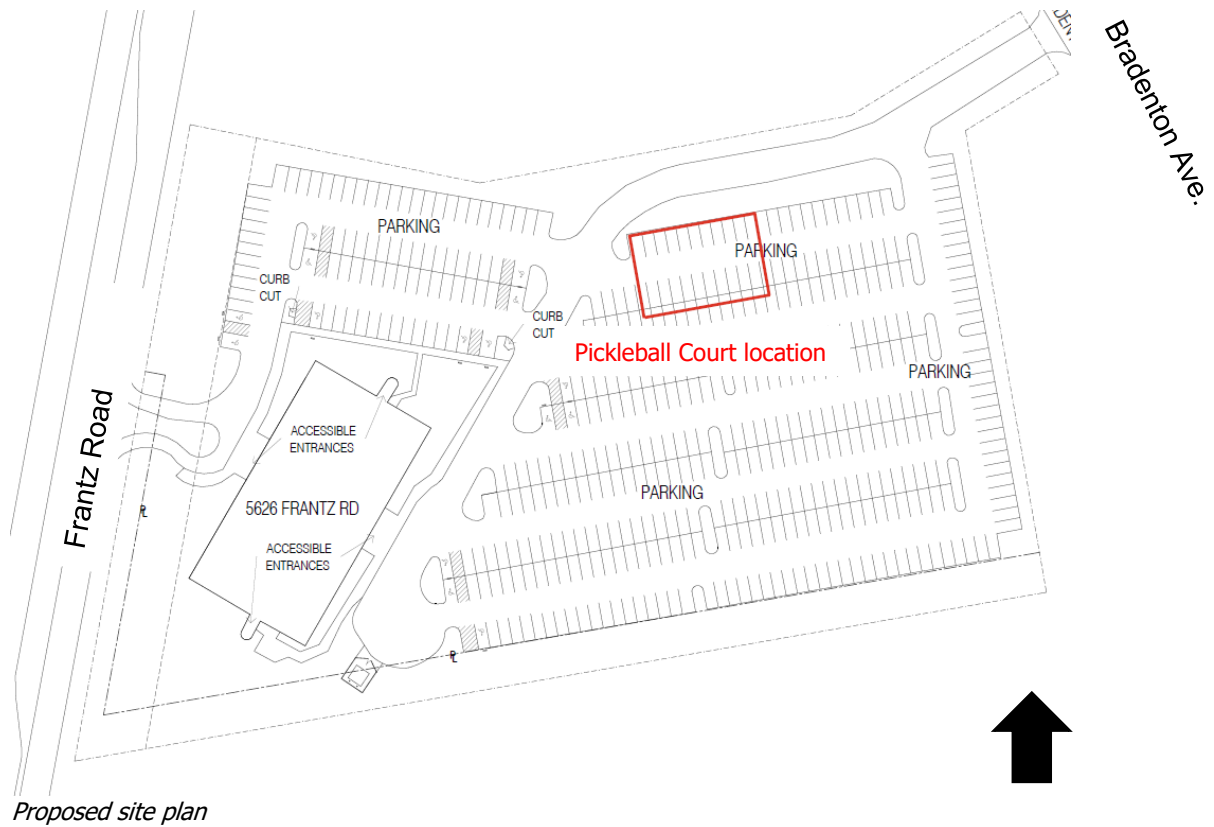 Bradenton Ave.
PARKING
PARKING
CURB
CUT
CURB
CUT
Pickleball Court location
PARKING
Frantz Road
ACCESSIBLE
ENTRANCES
PARKING
5626 FRANTZ RD
ACCESSIBLE
ENTRANCES
Proposed site plan